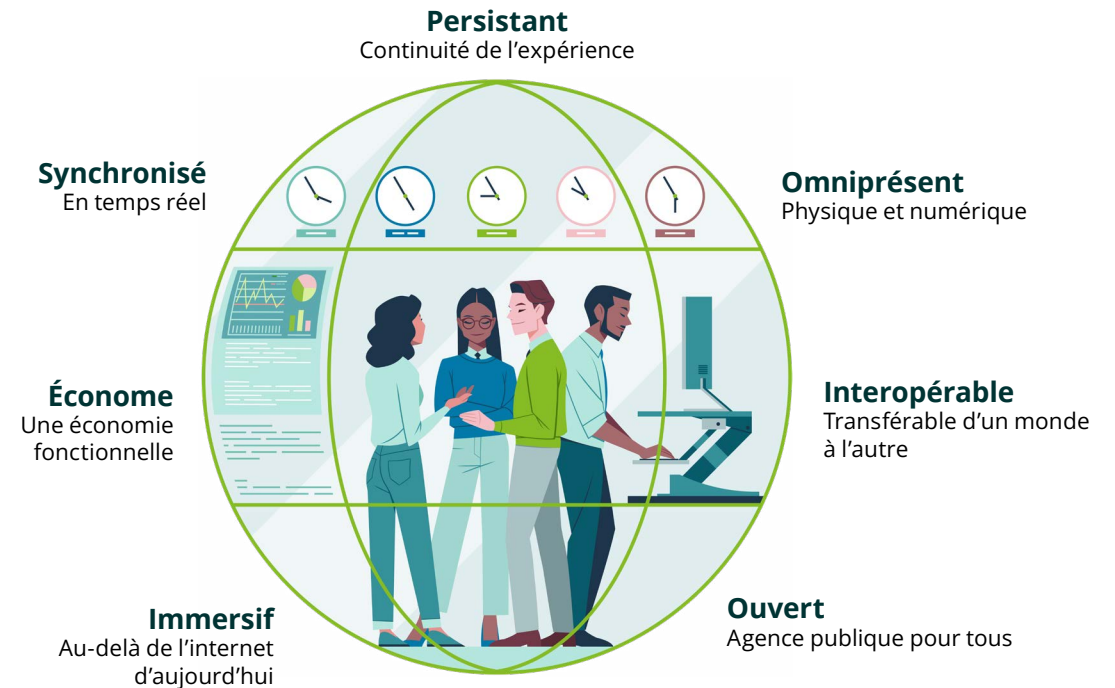 Persistant
Continuité de l’expérience
Synchronisé
En temps réel
Omniprésent
Physique et numérique
Économe
Une économie
fonctionnelle
Interopérable
Transférable d’un monde
à l’autre
Immersif
Au-delà de l’internet
d’aujourd’hui
Ouvert
Agence publique pour tous